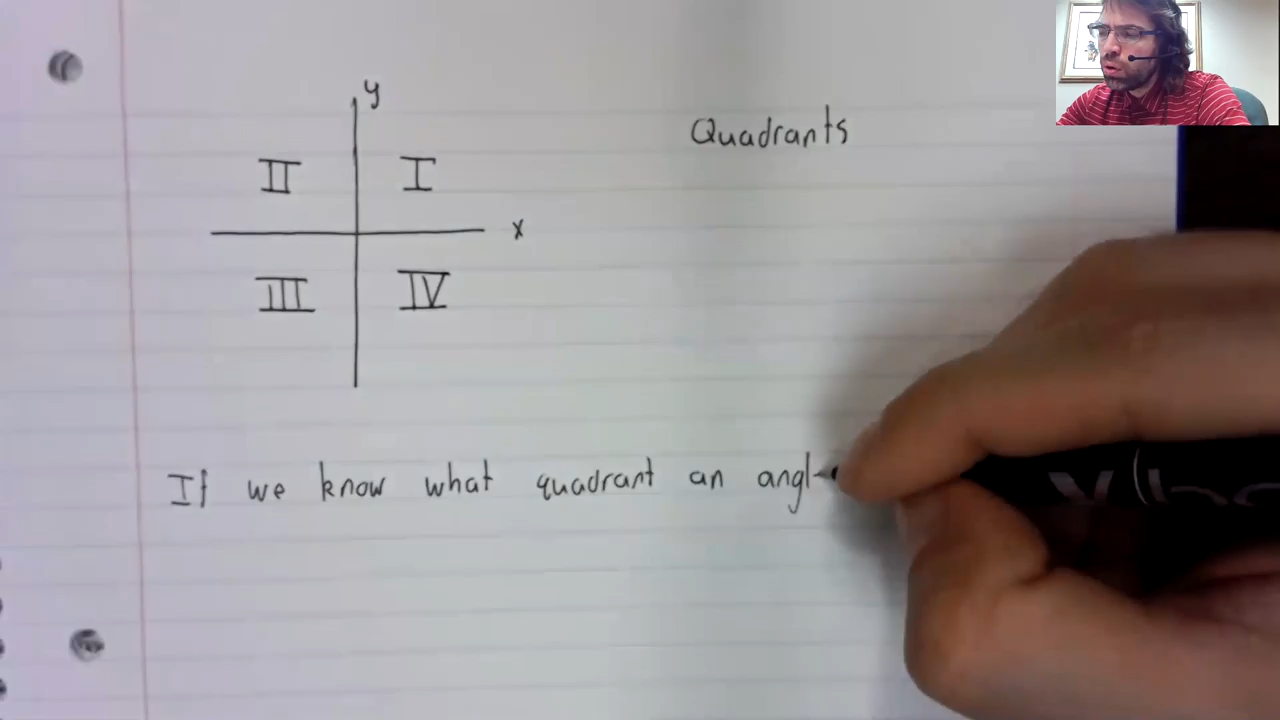 y
Quadrants
II I
x
III IV
If we know what quadrant an angl